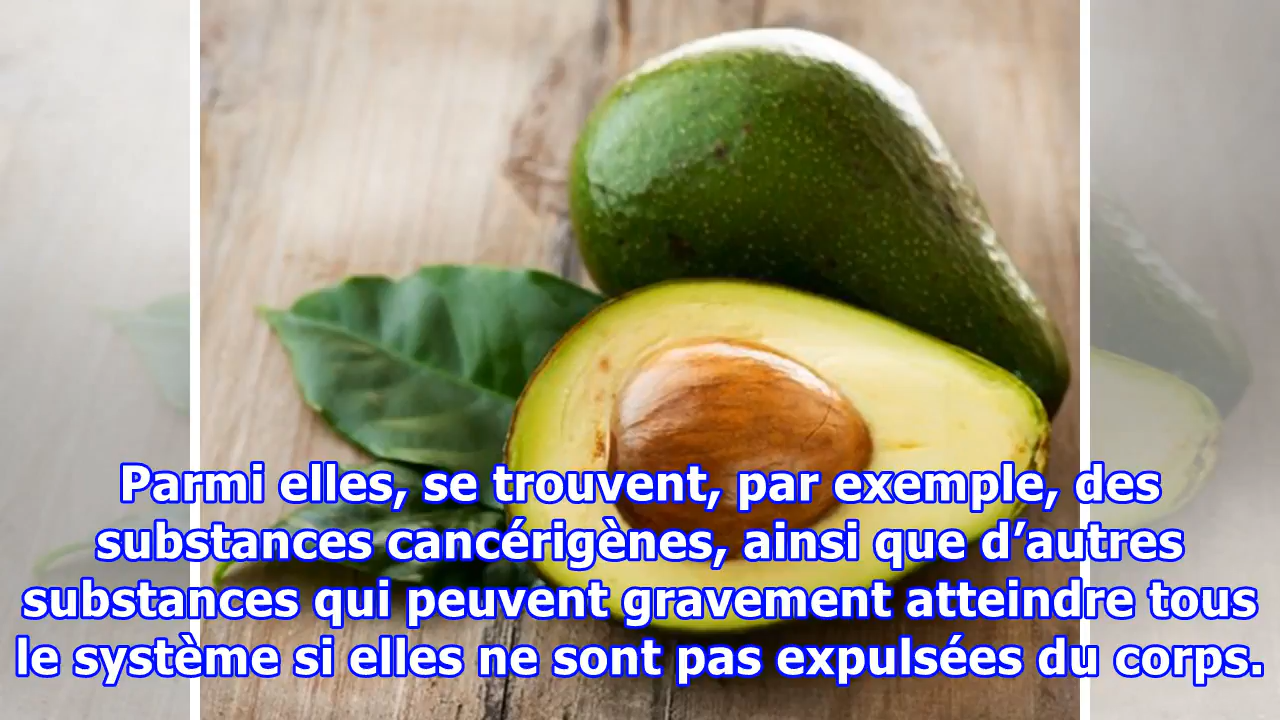 Parmi elles, se trouvent, par exemple, des
substances cancérigènes, ainsi que d’autres
substances qui peuvent gravement atteindre tous
le système si elles ne sont pas expulsées du corps.